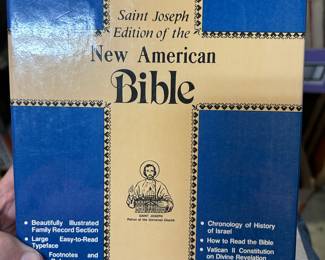 Saint Joseph
Edition of the
New American
Bible
SAINT JOSEPH
Patron of the Universal Church
• Beautifully Illustrated
Family Record Section
• Large Easy-to-Read
Typeface
Footnotes and
• Chronology of History
of Israel
• How to Read the Bible
• Vatican II Constitution
on Divine Revelation